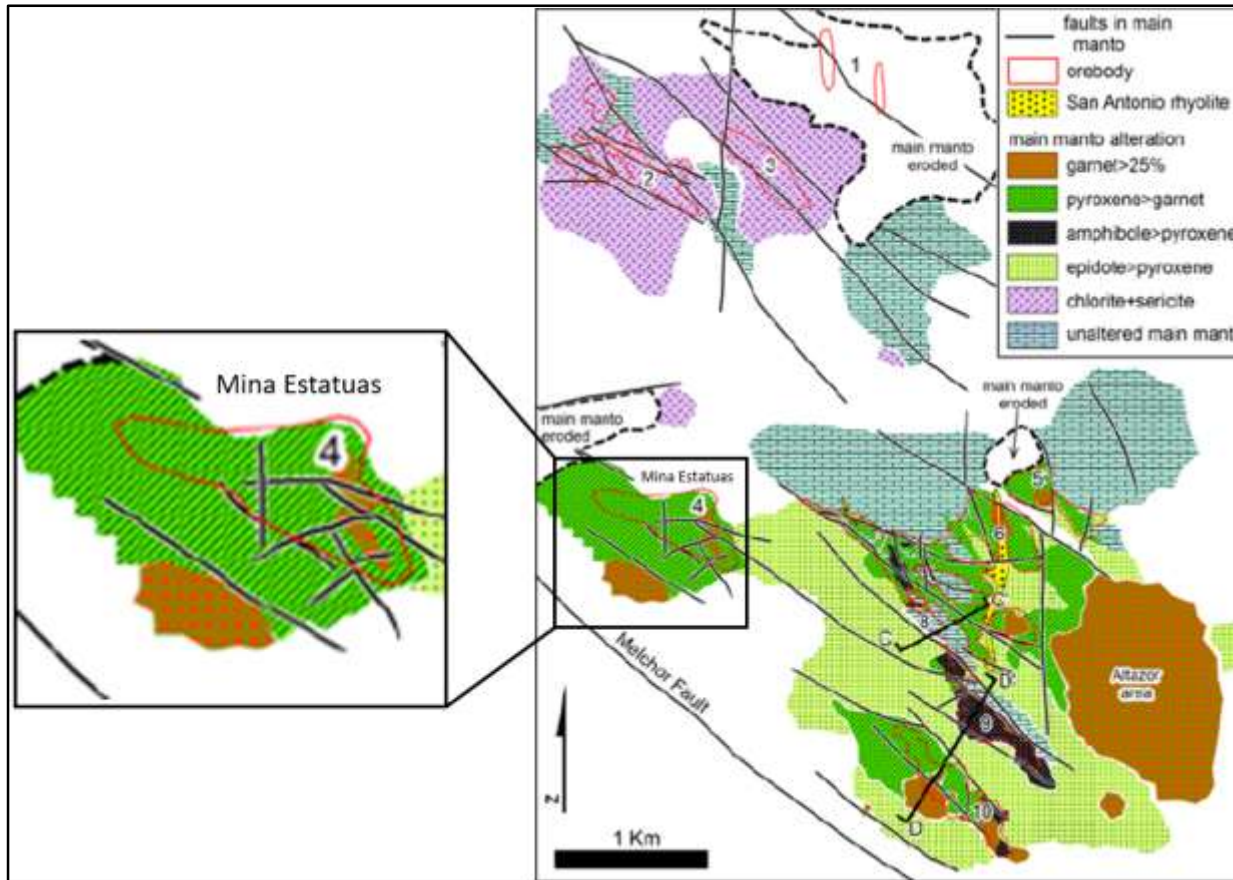 faults in main
manto
orebody
San Antonio rhyolite
main manto alteration
garnet>25%
pyroxene>garnet
amphibole>pyroxene
epidote>pyroxene
chlorite+sericite
unaltered main mant
1
main manto
eroded
2
3
main manto
eroded
main manto
eroded
Mina Estatuas
4
Mina Estatuas
4
5
6
C
8
C
D
9
Altazor
area
Melchor Fault
10
D
N
1 Km